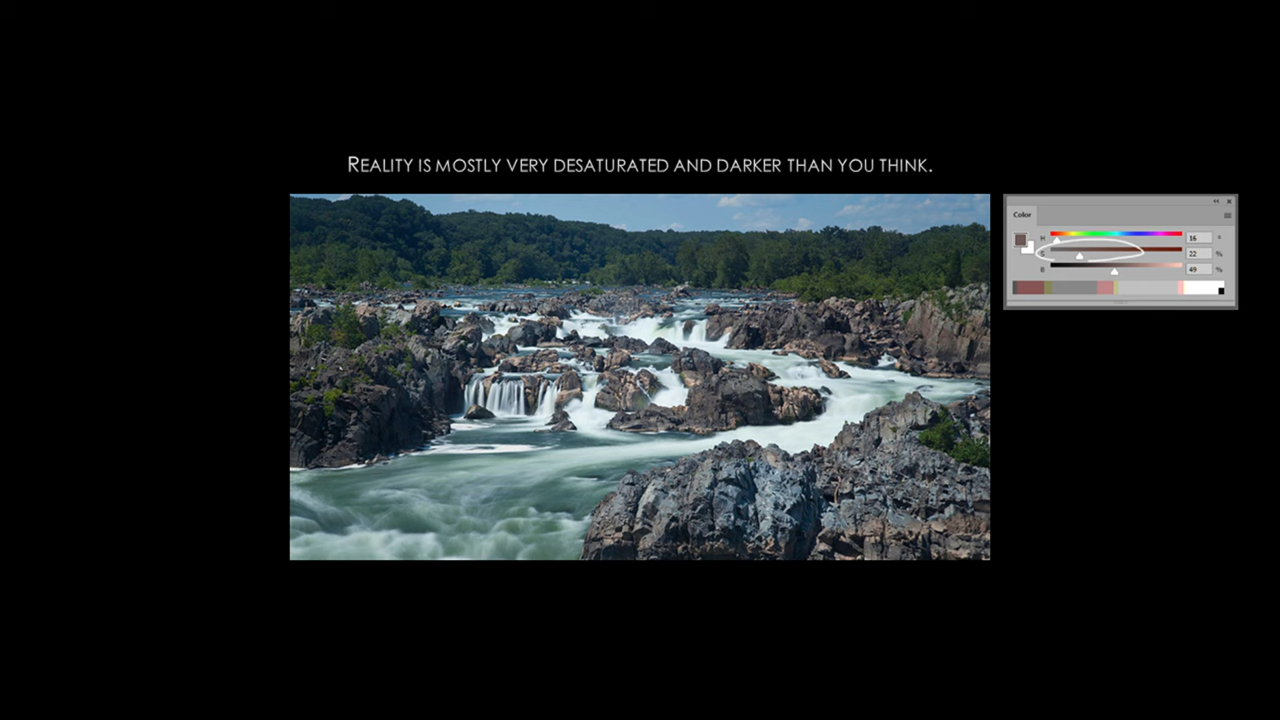 REALITY IS MOSTLY VERY DESATURATED AND DARKER THAN YOU THINK.
Color
H 16 °
S 22 %
B 49 %